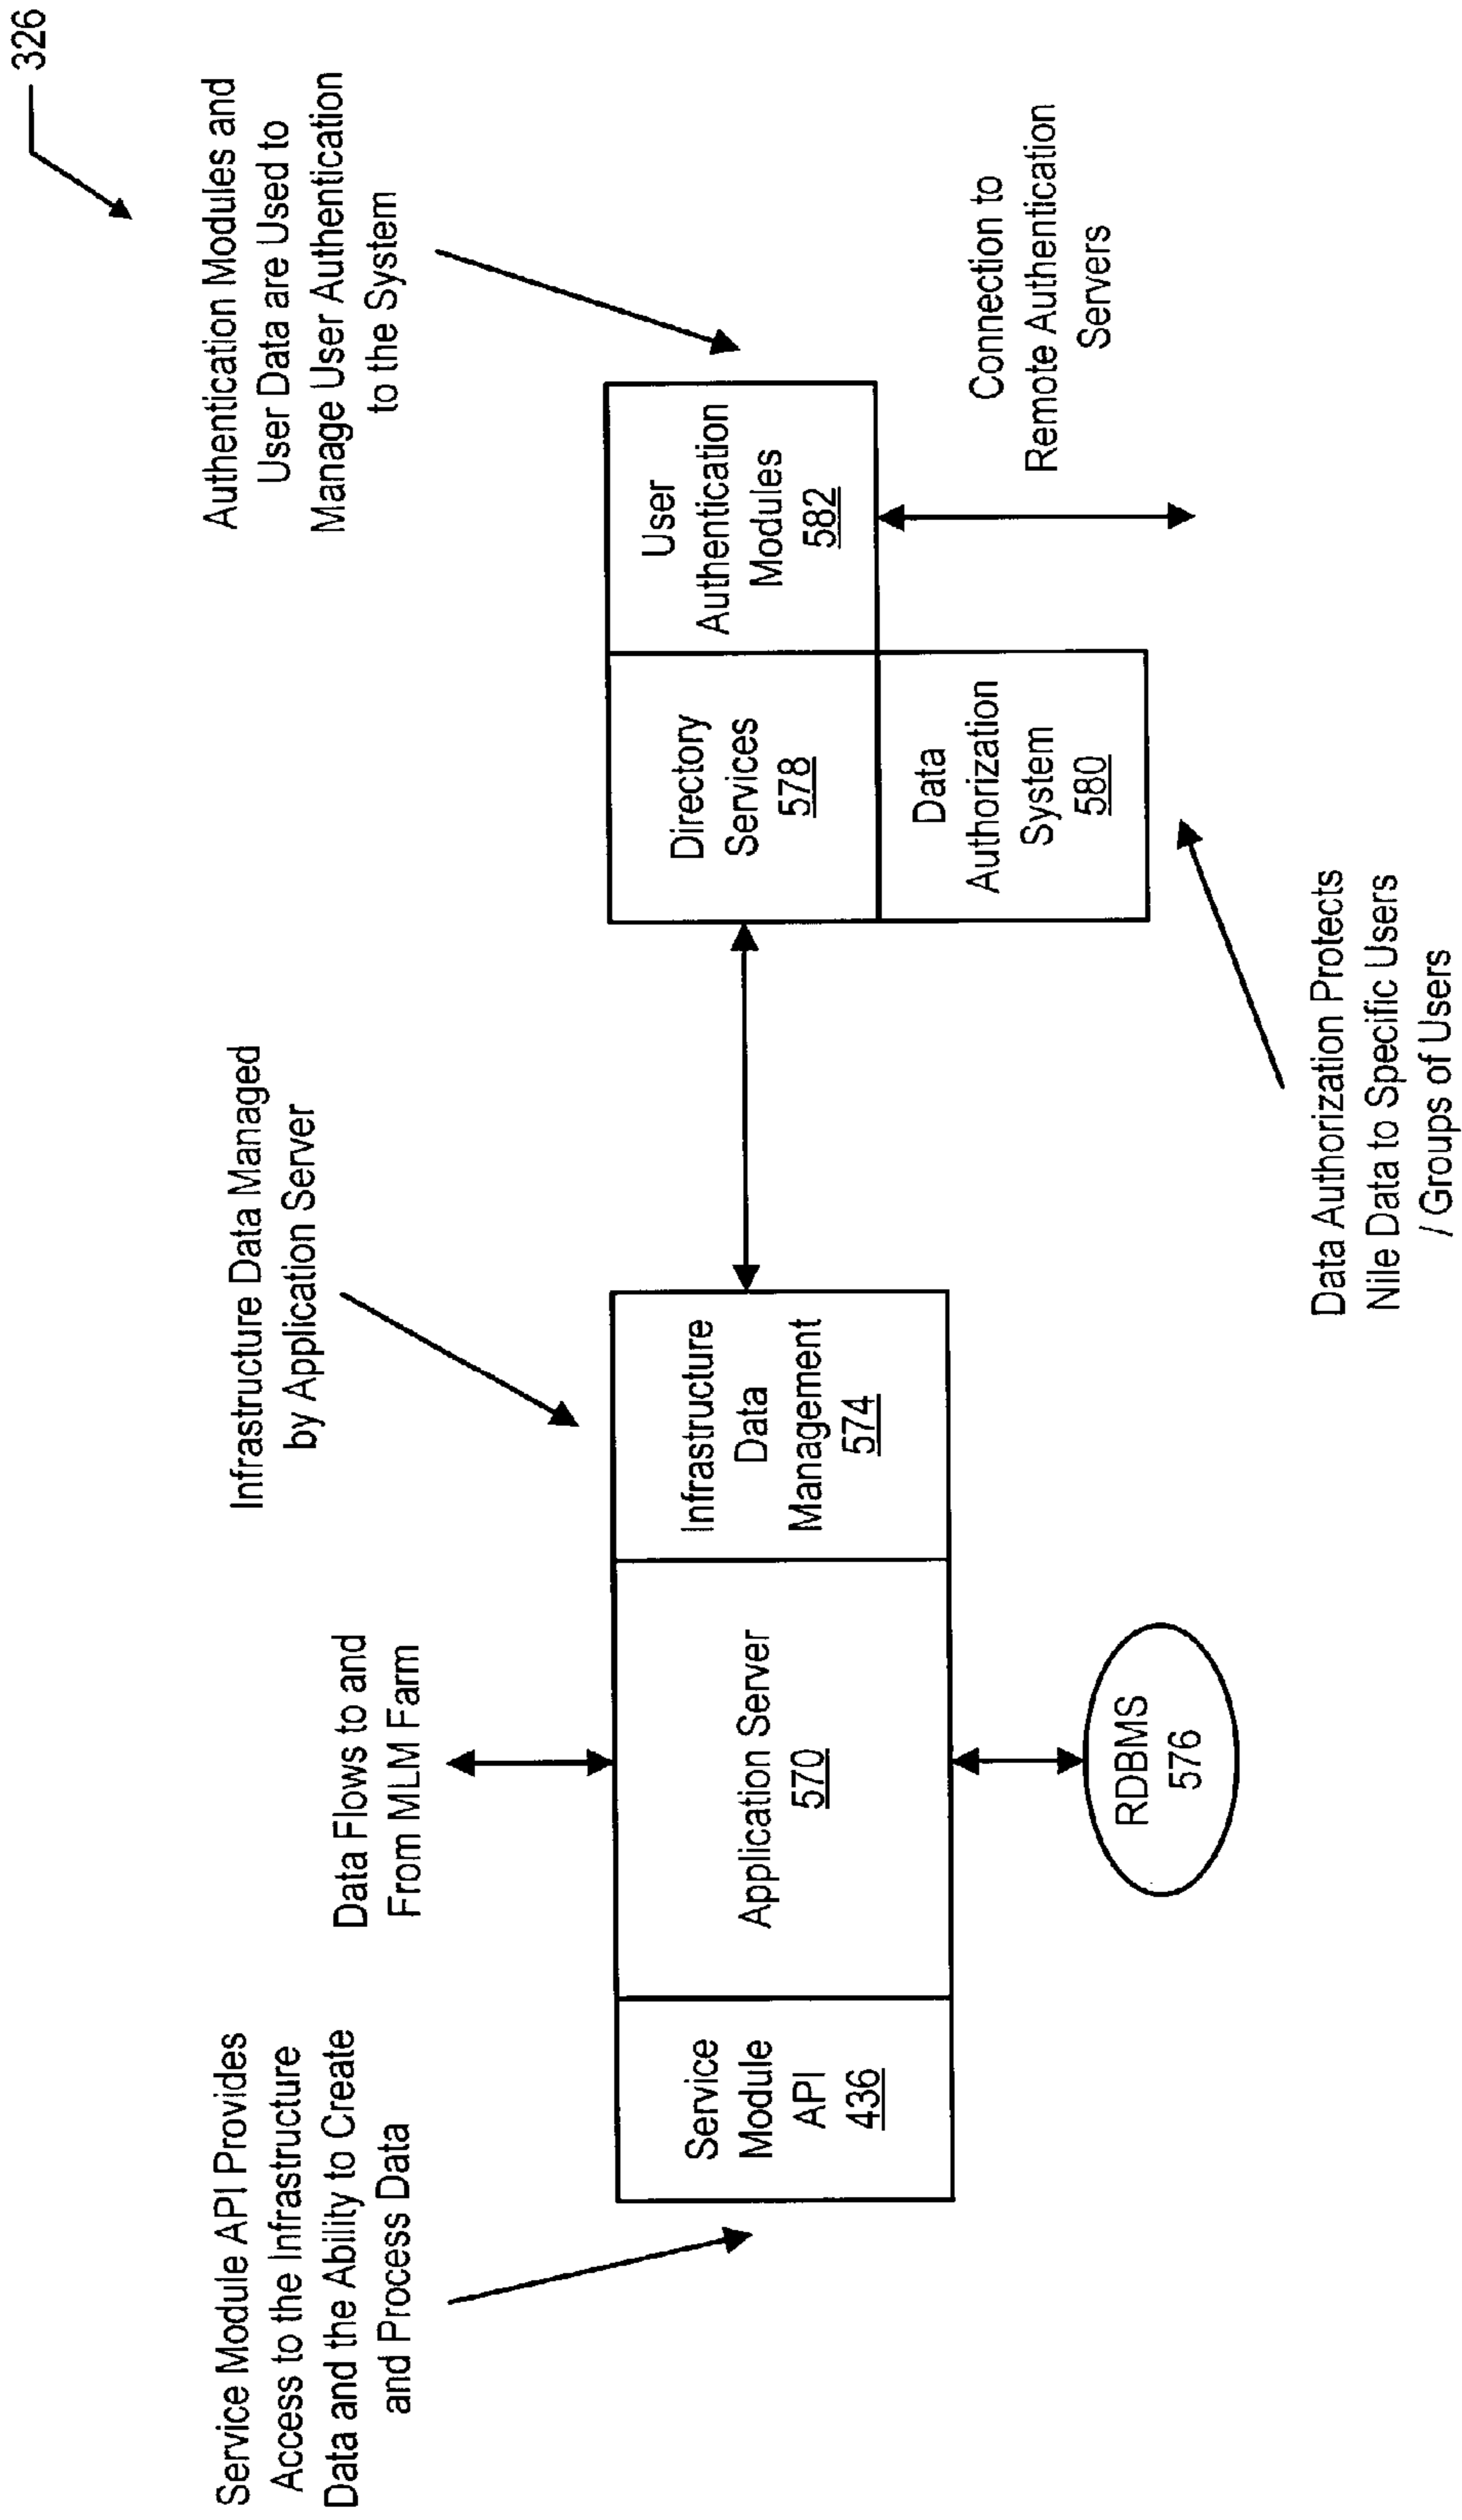 326
Service Module API Provides
Access to the Infrastructure
Data and the Ability to Create
and Process Data
Data Flows to and
From MLM Farm
Infrastructure Data Managed
by Application Server
Authentication Modules and
User Data are Used to
Manage User Authentication
to the System
Service
Module
API
436
Application Server
570
Infrastructure
Data
Management
574
Directory
Services
578
User
Authentication
Modules
582
Data
Authorization
System
580
Connection to
Remote Authentication
Servers
RDBMS
576
Data Authorization Protects
Nile Data to Specific Users
/ Groups of Users